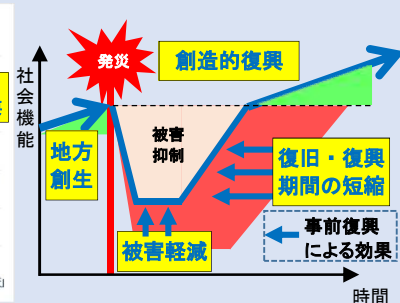 発災
創造的復興
社会機能
地方
創生
被害
抑制
復旧・復興
期間の短縮
被害軽減
事前復興
による効果
時間